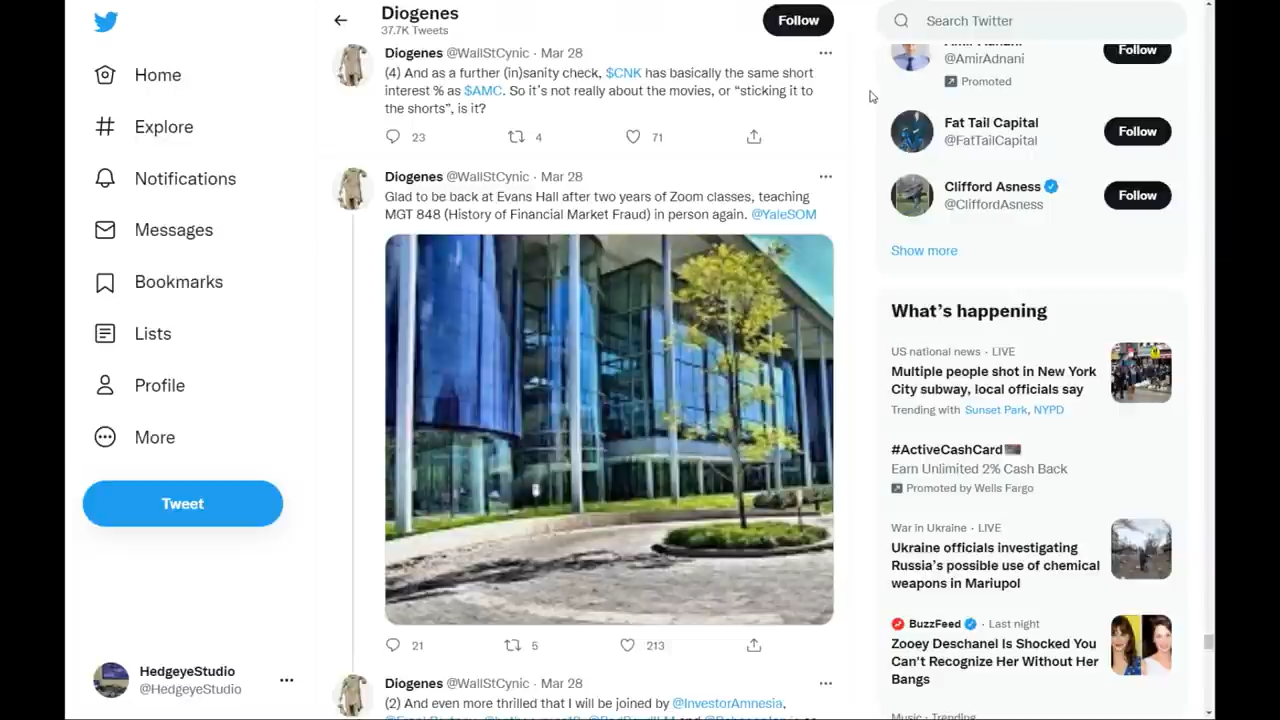 Home
Explore
Notifications
Messages
Bookmarks
Lists
Profile
More
Tweet
HedgeyeStudio
@HedgeyeStudio
Diogenes
37.7K Tweets
Follow
Diogenes @WallStCynic · Mar 28
(4) And as a further (in)sanity check, $CNK has basically the same short
interest % as $AMC. So it's not really about the movies, or “sticking it to
the shorts”, is it?
23 4 71
Diogenes @WallStCynic · Mar 28
Glad to be back at Evans Hall after two years of Zoom classes, teaching
MGT 848 (History of Financial Market Fraud) in person again. @YaleSOM
21 5 213
Diogenes @WallStCynic · Mar 28
(2) And even more thrilled that I will be joined by @InvestorAmnesia,
Search Twitter
@AmirAdnani
Follow
Promoted
Fat Tail Capital
@FatTailCapital
Follow
Clifford Asness
@CliffordAsness
Follow
Show more
What's happening
US national news · LIVE
Multiple people shot in New York
City subway, local officials say
Trending with Sunset Park, NYPD
#ActiveCashCard
Earn Unlimited 2% Cash Back
Promoted by Wells Fargo
War in Ukraine · LIVE
Ukraine officials investigating
Russia's possible use of chemical
weapons in Mariupol
BuzzFeed · Last night
Zooey Deschanel Is Shocked You
Can't Recognize Her Without Her
Bangs
Music · Trending